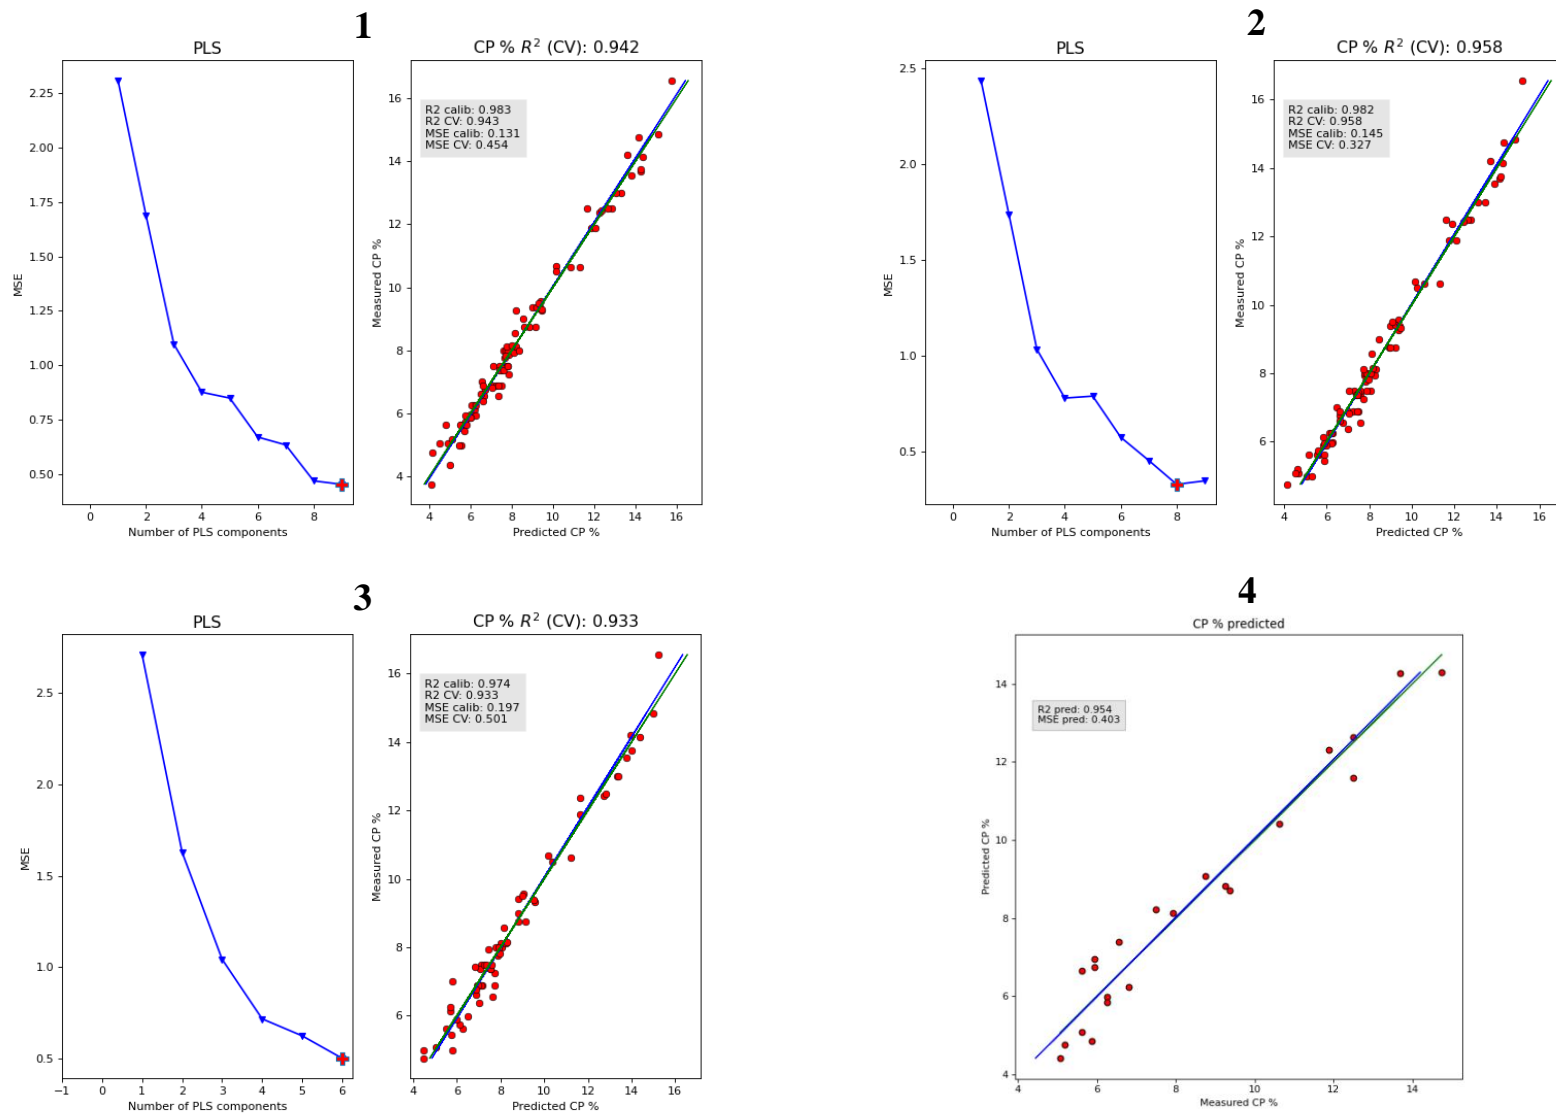 1
PLS
CP % R² (CV): 0.942
2.25
2.00
1.75
1.50
1.25
1.00
0.75
0.50
MSE
0 2 4 6 8
Number of PLS components
R2 calib: 0.983
R2 CV: 0.943
MSE calib: 0.131
MSE CV: 0.454
16
14
12
10
8
6
4
Measured CP %
4 6 8 10 12 14 16
Predicted CP %
2
PLS
CP % R² (CV): 0.958
2.5
2.0
1.5
1.0
0.5
MSE
0 2 4 6 8
Number of PLS components
R2 calib: 0.982
R2 CV: 0.958
MSE calib: 0.145
MSE CV: 0.327
16
14
12
10
8
6
Measured CP %
4 6 8 10 12 14 16
Predicted CP %
3
PLS
CP % R² (CV): 0.933
2.5
2.0
1.5
1.0
0.5
MSE
−1 0 1 2 3 4 5 6
Number of PLS components
R2 calib: 0.974
R2 CV: 0.933
MSE calib: 0.197
MSE CV: 0.501
16
14
12
10
8
6
Measured CP %
4 6 8 10 12 14 16
Predicted CP %
4
CP % predicted
R2 pred: 0.954
MSE pred: 0.403
14
12
10
8
6
4
Predicted CP %
4 6 8 10 12 14
Measured CP %